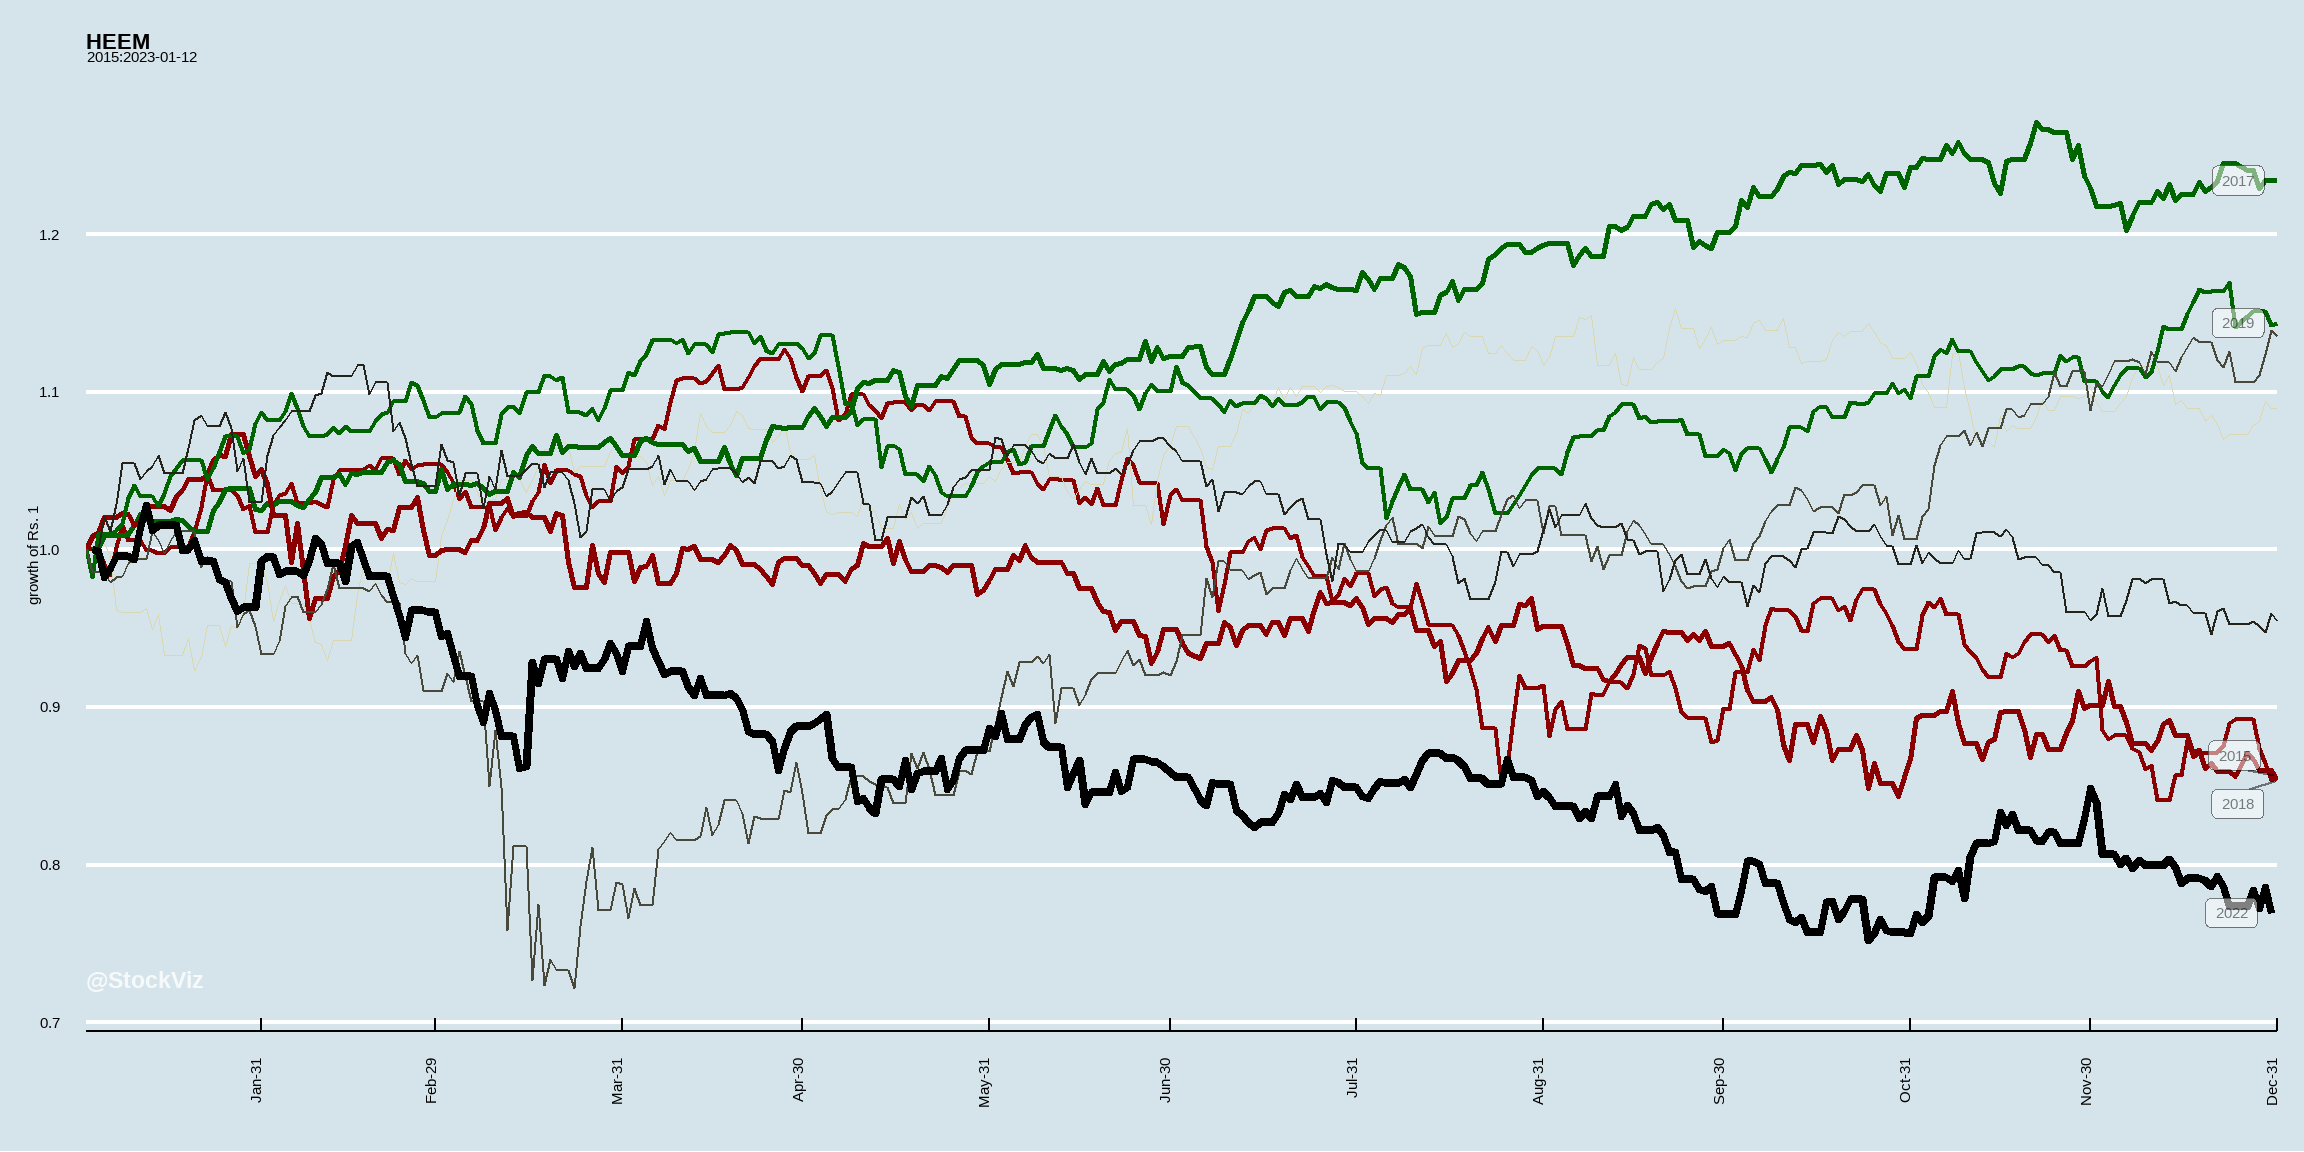 HEEM
2015:2023-01-12
growth of Rs. 1
1.2
1.1
1.0
0.9
0.8
0.7
2017
2019
2015
2018
2022
@StockViz
Jan-31
Feb-29
Mar-31
Apr-30
May-31
Jun-30
Jul-31
Aug-31
Sep-30
Oct-31
Nov-30
Dec-31